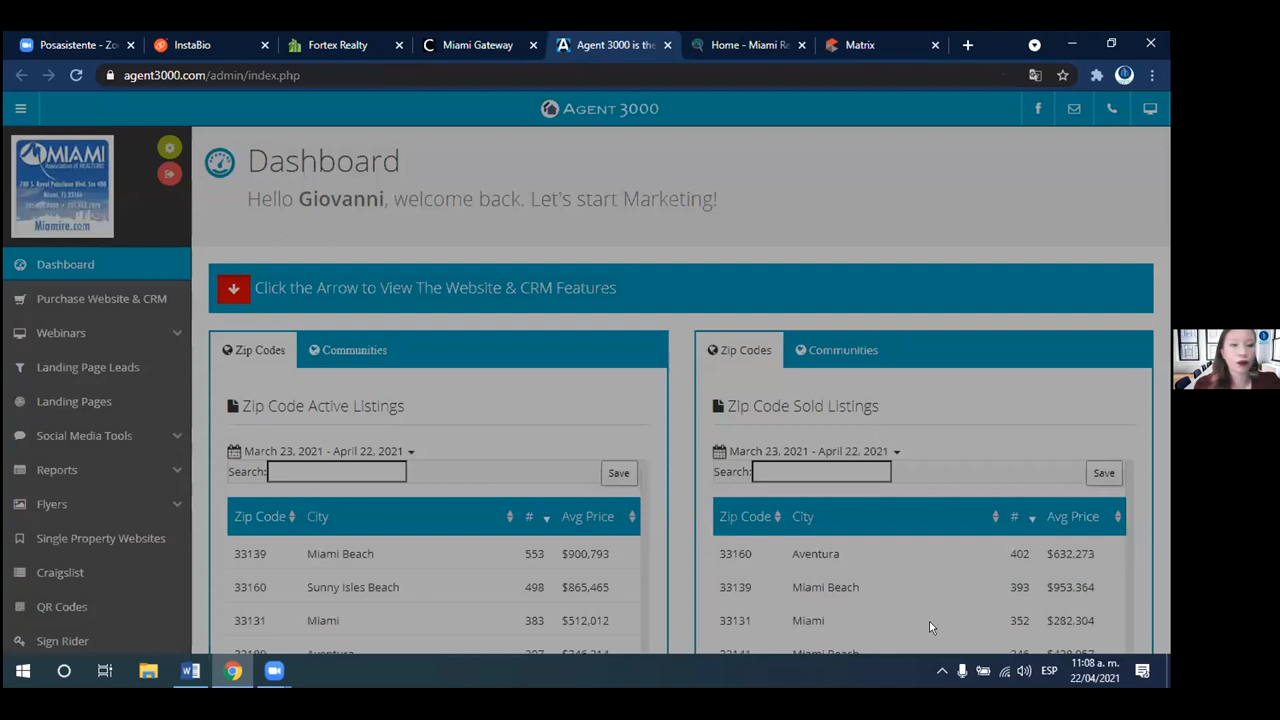 Posasistente - Zo
InstaBio
Fortex Realty
Miami Gateway
Agent 3000 is the
Home - Miami Re
Matrix
agent3000.com/admin/index.php
AGENT 3000
MIAMI
Miamire.com
Dashboard
Hello Giovanni, welcome back. Let's start Marketing!
Dashboard
Purchase Website & CRM
Webinars
Landing Page Leads
Landing Pages
Social Media Tools
Reports
Flyers
Single Property Websites
Craigslist
QR Codes
Sign Rider
Click the Arrow to View The Website & CRM Features
Zip Codes
Communities
Zip Code Active Listings
March 23, 2021 - April 22, 2021
Search:
Save
Zip Code City # Avg Price
33139 Miami Beach 553 $900,793
33160 Sunny Isles Beach 498 $865,465
33131 Miami 383 $512,012
Zip Codes
Communities
Zip Code Sold Listings
March 23, 2021 - April 22, 2021
Search:
Save
Zip Code City # Avg Price
33160 Aventura 402 $632,273
33139 Miami Beach 393 $953,364
33131 Miami 352 $282,304
ESP
11:08 a. m.
22/04/2021